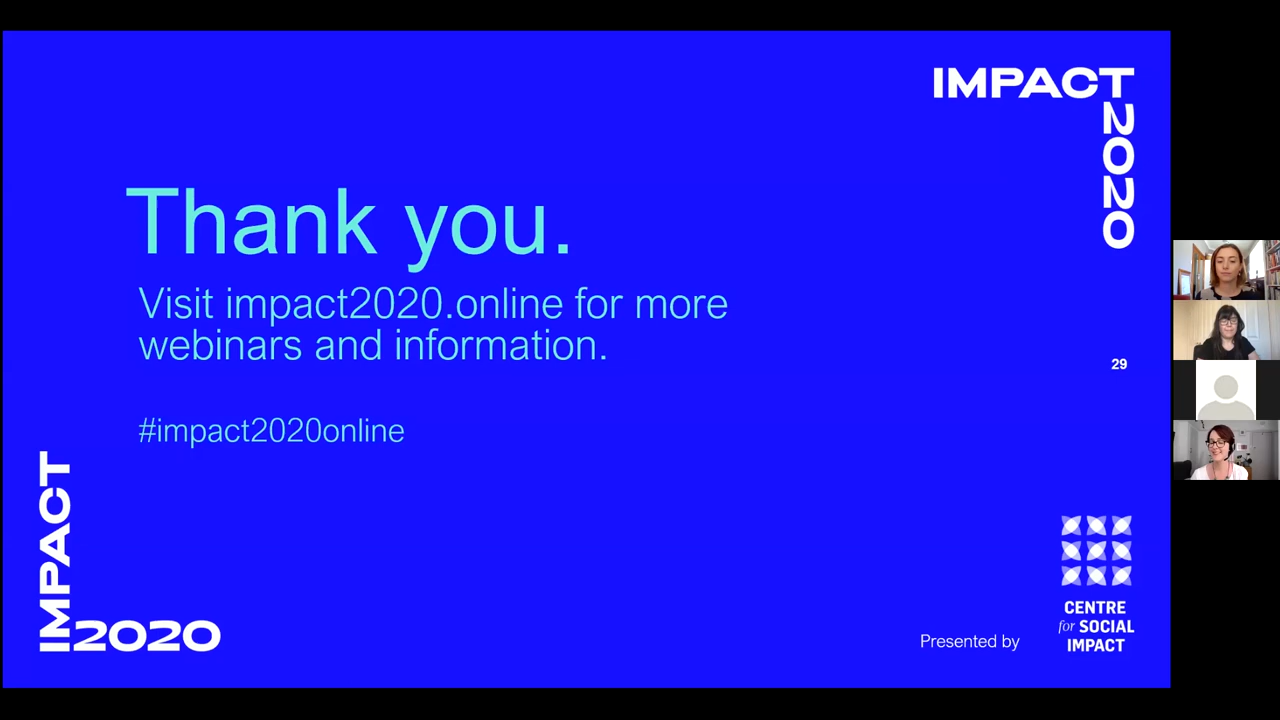 IMPACT
2020
Thank you.
Visit impact2020.online for more
webinars and information.
29
#impact2020online
IMPACT
2020
Presented by
CENTRE
for SOCIAL
IMPACT